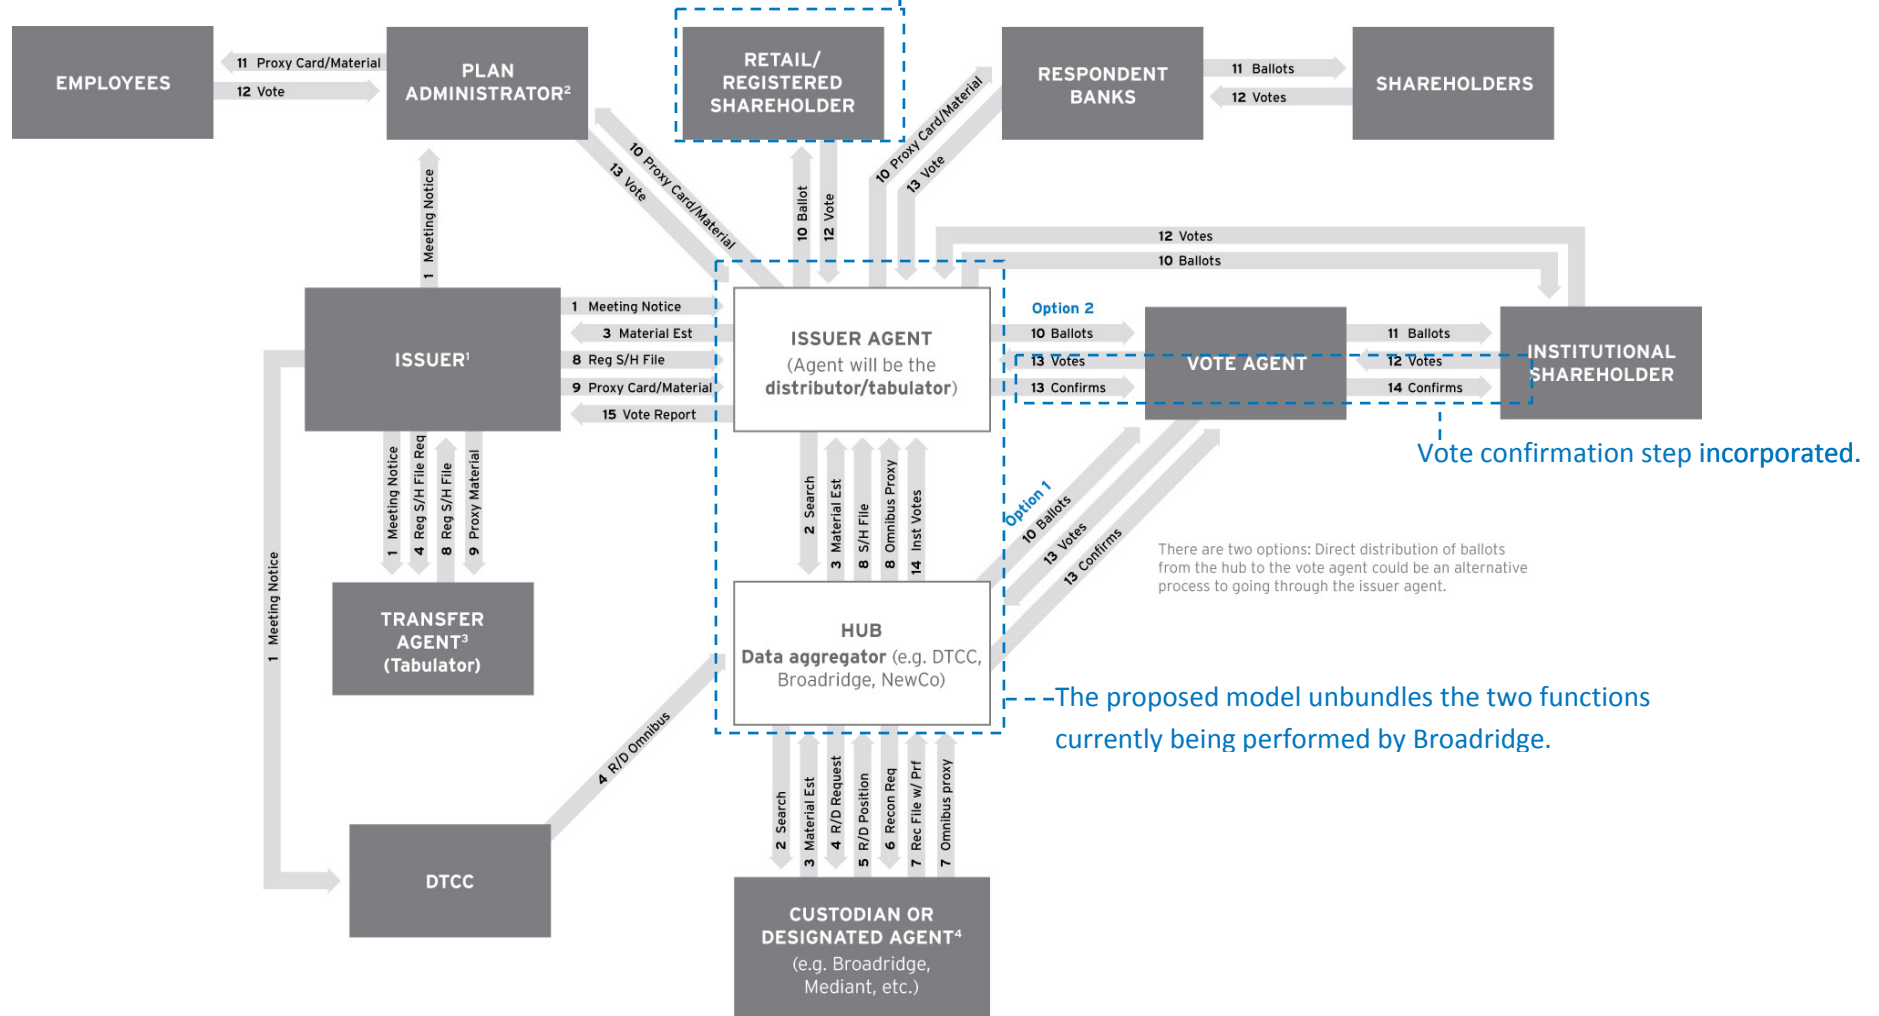 EMPLOYEES
11 Proxy Card/Material
12 Vote
PLAN
ADMINISTRATOR²
RETAIL/
REGISTERED
SHAREHOLDER
RESPONDENT
BANKS
11 Ballots
12 Votes
SHAREHOLDERS
1 Meeting Notice
10 Proxy Card/Material
13 Vote
10 Ballot
12 Vote
10 Proxy Card/Material
13 Vote
12 Votes
10 Ballots
ISSUER¹
1 Meeting Notice
3 Material Est
8 Reg S/H File
9 Proxy Card/Material
15 Vote Report
ISSUER AGENT
(Agent will be the
distributor/tabulator)
Option 2
10 Ballots
13 Votes
13 Confirms
VOTE AGENT
11 Ballots
12 Votes
14 Confirms
INSTITUTIONAL
SHAREHOLDER
Vote confirmation step incorporated.
1 Meeting Notice
4 Reg S/H File Req
8 Reg S/H File
9 Proxy Material
2 Search
3 Material Est
8 S/H File
8 Omnibus Proxy
14 Inst Votes
Option 1
10 Ballots
13 Votes
13 Confirms
There are two options: Direct distribution of ballots
from the hub to the vote agent could be an alternative
process to going through the issuer agent.
1 Meeting Notice
TRANSFER
AGENT³
(Tabulator)
HUB
Data aggregator (e.g. DTCC,
Broadridge, NewCo)
The proposed model unbundles the two functions
currently being performed by Broadridge.
4 R/D Omnibus
2 Search
3 Material Est
4 R/D Request
5 R/D Position
6 Recon Req
7 Rec File w/ Prf
7 Omnibus proxy
DTCC
CUSTODIAN OR
DESIGNATED AGENT⁴
(e.g. Broadridge,
Mediant, etc.)